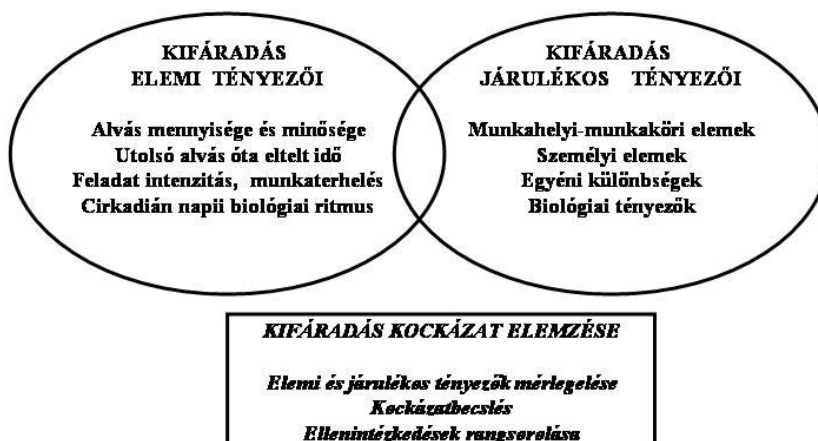 KIFÁRADÁS
ELEMI TÉNYEZŐI
Alvás mennyisége és minősége
Utolsó alvás óta eltelt idő
Feladat intenzitás, munkaterhelés
Cirkadián napii biológiai ritmus
KIFÁRADÁS
JÁRULÉKOS TÉNYEZŐI
Munkahelyi-munkaköri elemek
Személyi elemek
Egyéni különbségek
Biológiai tényezők
KIFÁRADÁS KOCKÁZAT ELEMZÉSE
Elemi és járulékos tényezők mérlegelése
Kockázatbecslés
Ellenintézkedések rangsorolása